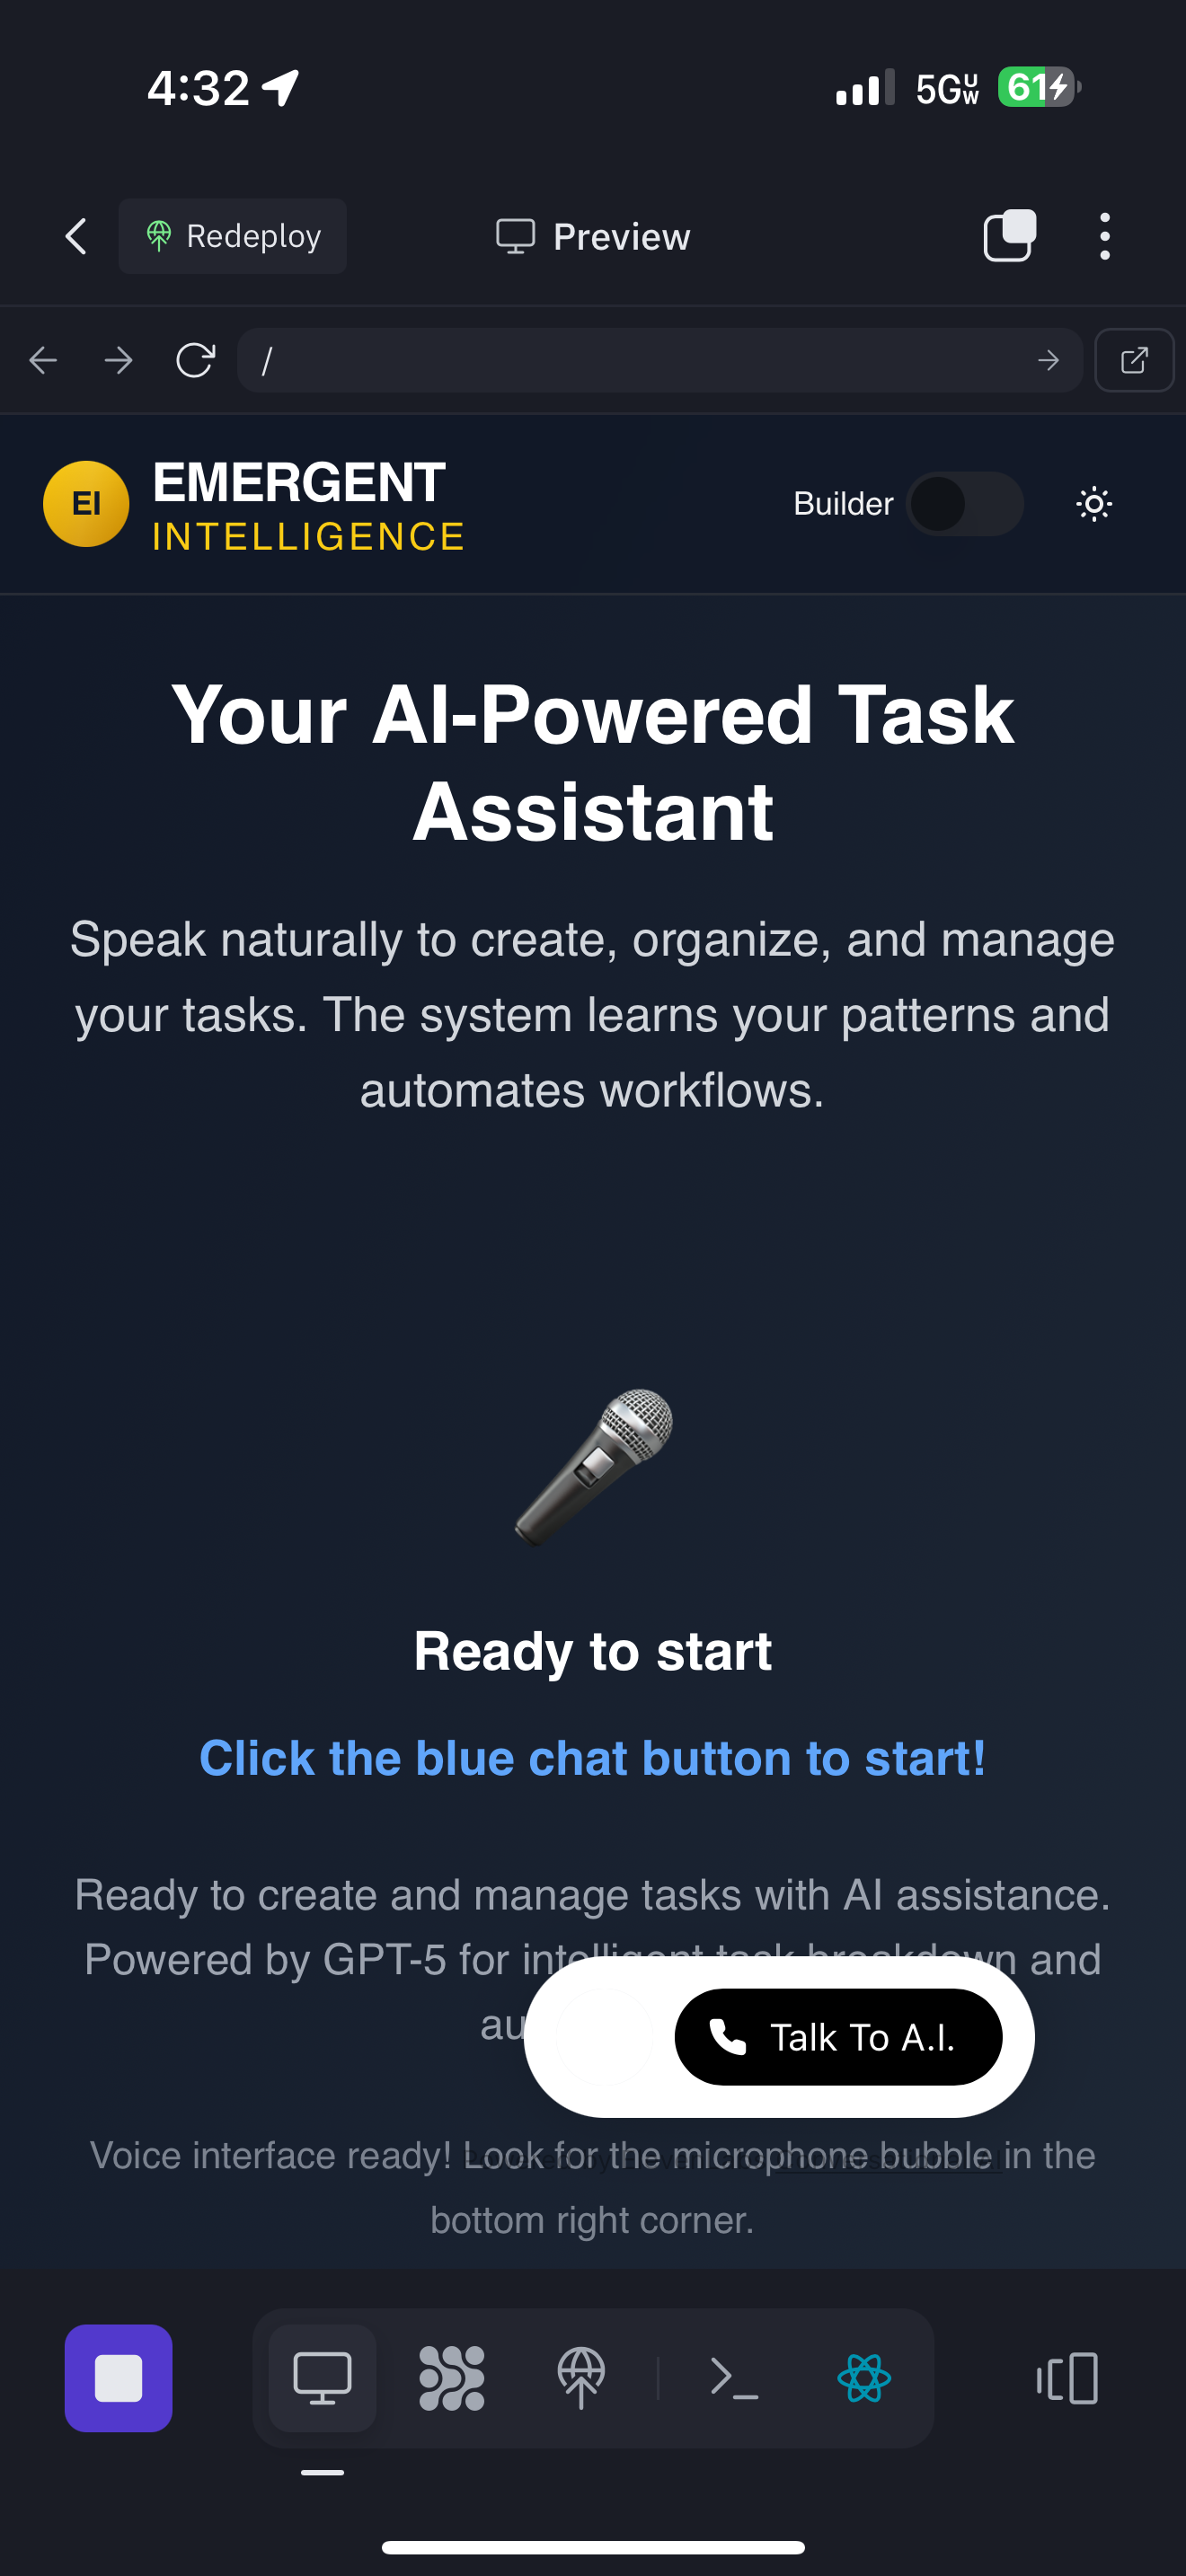 4:32
5G UW 61
Redeploy
Preview
/
EI
EMERGENT
INTELLIGENCE
Builder
Your AI-Powered Task
Assistant
Speak naturally to create, organize, and manage
your tasks. The system learns your patterns and
automates workflows.
Ready to start
Click the blue chat button to start!
Ready to create and manage tasks with AI assistance.
Powered by GPT-5 for intelligent task breakdown and
au
Talk To A.I.
Voice interface ready! Look for the microphone bubble in the
bottom right corner.